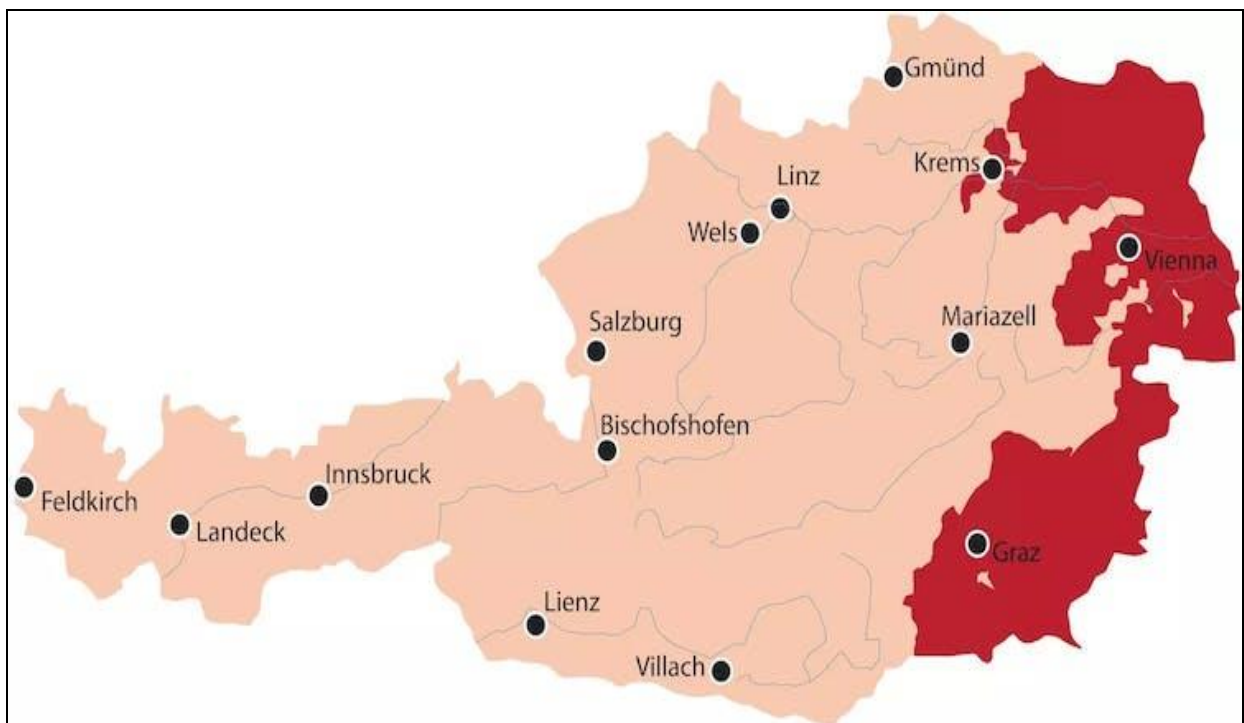 Gmünd
Krems
Linz
Wels
Vienna
Mariazell
Salzburg
Bischofshofen
Innsbruck
Feldkirch
Landeck
Graz
Lienz
Villach